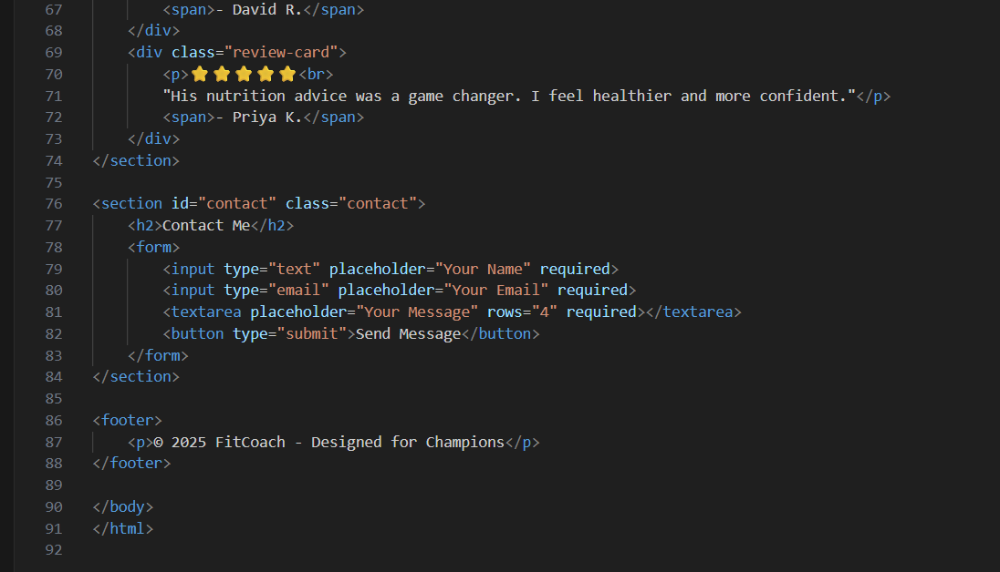 67            <span>- David R.</span>
68        </div>
69        <div class="review-card">
70            <p>⭐⭐⭐⭐⭐<br>
71            "His nutrition advice was a game changer. I feel healthier and more confident."</p>
72            <span>- Priya K.</span>
73        </div>
74    </section>
75
76    <section id="contact" class="contact">
77        <h2>Contact Me</h2>
78        <form>
79            <input type="text" placeholder="Your Name" required>
80            <input type="email" placeholder="Your Email" required>
81            <textarea placeholder="Your Message" rows="4" required></textarea>
82            <button type="submit">Send Message</button>
83        </form>
84    </section>
85
86    <footer>
87        <p>© 2025 FitCoach - Designed for Champions</p>
88    </footer>
89
90    </body>
91    </html>
92